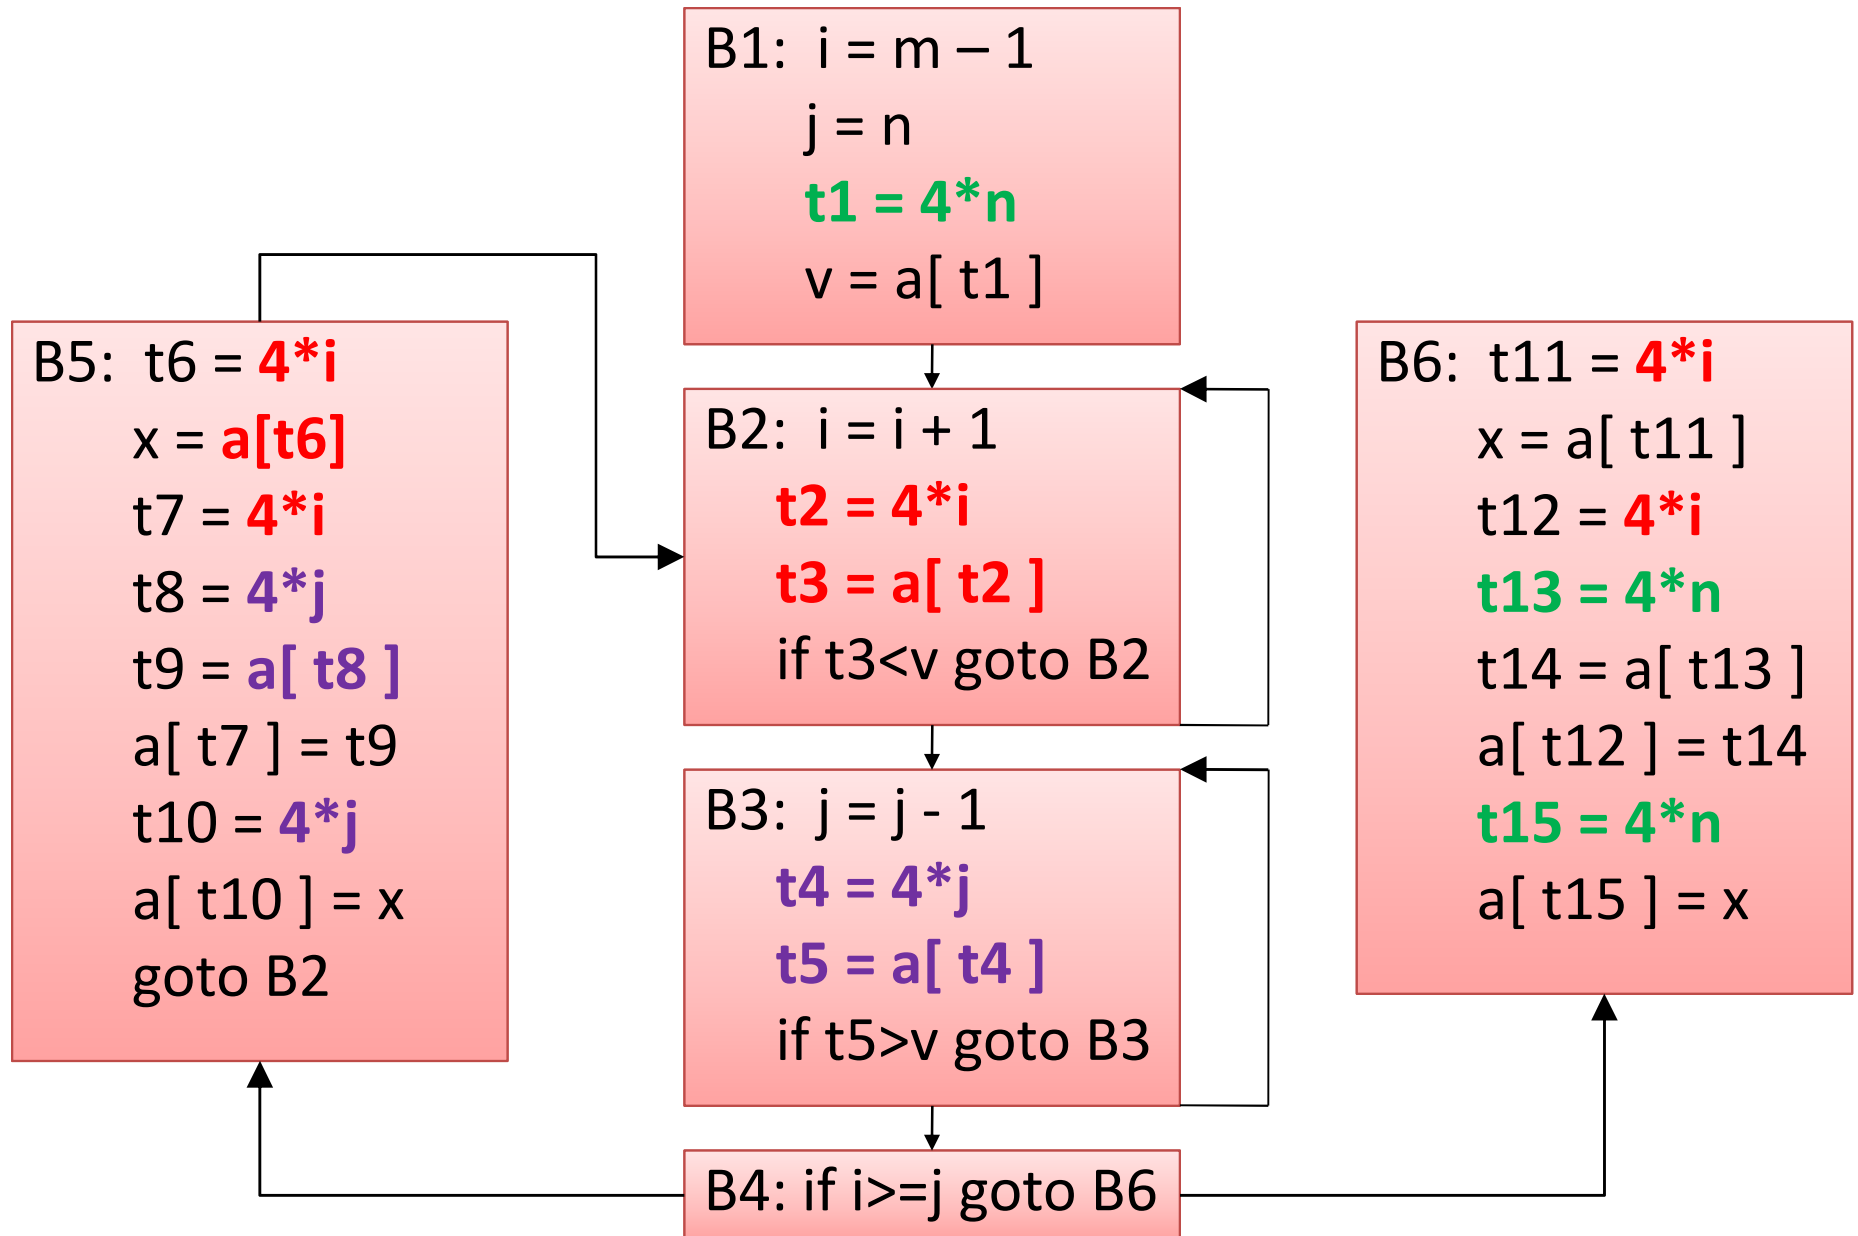 B1: i = m – 1
j = n
t1 = 4*n
v = a[ t1 ]
B5: t6 = 4*i
x = a[t6]
t7 = 4*i
t8 = 4*j
t9 = a[ t8 ]
a[ t7 ] = t9
t10 = 4*j
a[ t10 ] = x
goto B2
B2: i = i + 1
t2 = 4*i
t3 = a[ t2 ]
if t3<v goto B2
B3: j = j - 1
t4 = 4*j
t5 = a[ t4 ]
if t5>v goto B3
B4: if i>=j goto B6
B6: t11 = 4*i
x = a[ t11 ]
t12 = 4*i
t13 = 4*n
t14 = a[ t13 ]
a[ t12 ] = t14
t15 = 4*n
a[ t15 ] = x